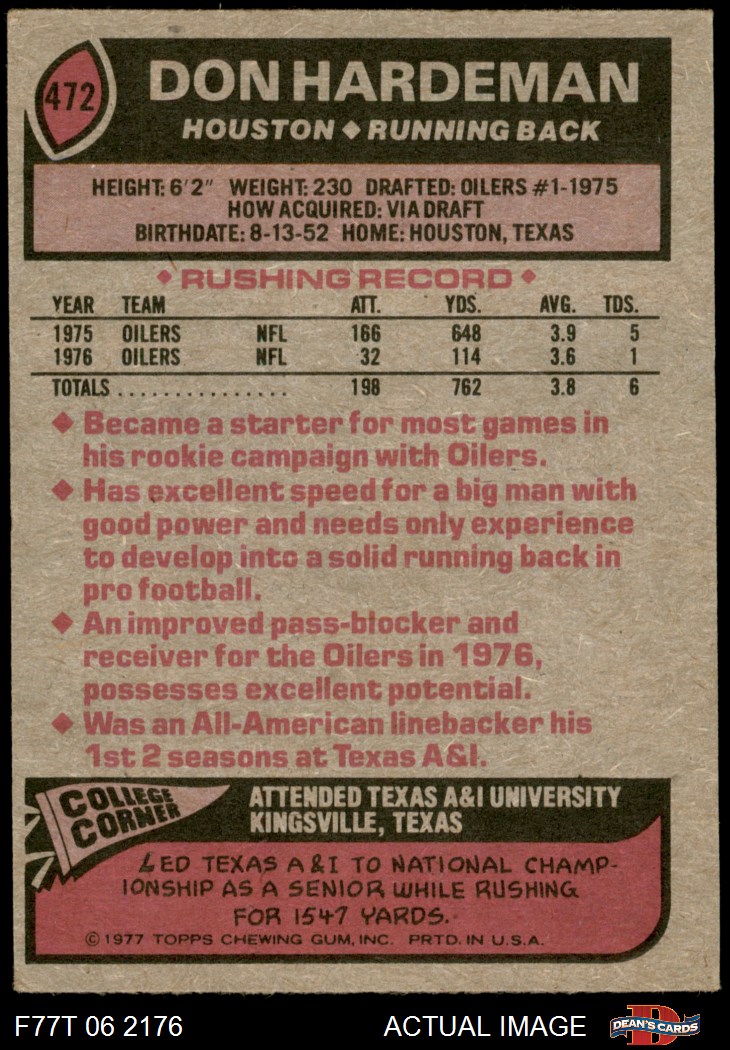 472
DON HARDEMAN
HOUSTON ◆ RUNNING BACK
HEIGHT: 6'2" WEIGHT: 230 DRAFTED: OILERS #1-1975
HOW ACQUIRED: VIA DRAFT
BIRTHDATE: 8-13-52 HOME: HOUSTON, TEXAS
◆ RUSHING RECORD ◆
YEAR TEAM ATT. YDS. AVG. TDS.
1975 OILERS NFL 166 648 3.9 5
1976 OILERS NFL 32 114 3.6 1
TOTALS ................ 198 762 3.8 6
◆ Became a starter for most games in
his rookie campaign with Oilers.
◆ Has excellent speed for a big man with
good power and needs only experience
to develop into a solid running back in
pro football.
◆ An improved pass-blocker and
receiver for the Oilers in 1976,
possesses excellent potential.
◆ Was an All-American linebacker his
1st 2 seasons at Texas A&I.
COLLEGE
CORNER
ATTENDED TEXAS A&I UNIVERSITY
KINGSVILLE, TEXAS
LED TEXAS A & I TO NATIONAL CHAMP-
IONSHIP AS A SENIOR WHILE RUSHING
FOR 1547 YARDS.
© 1977 TOPPS CHEWING GUM, INC. PRTD. IN U.S.A.
F77T 06 2176 ACTUAL IMAGE
D
DEAN'S CARDS